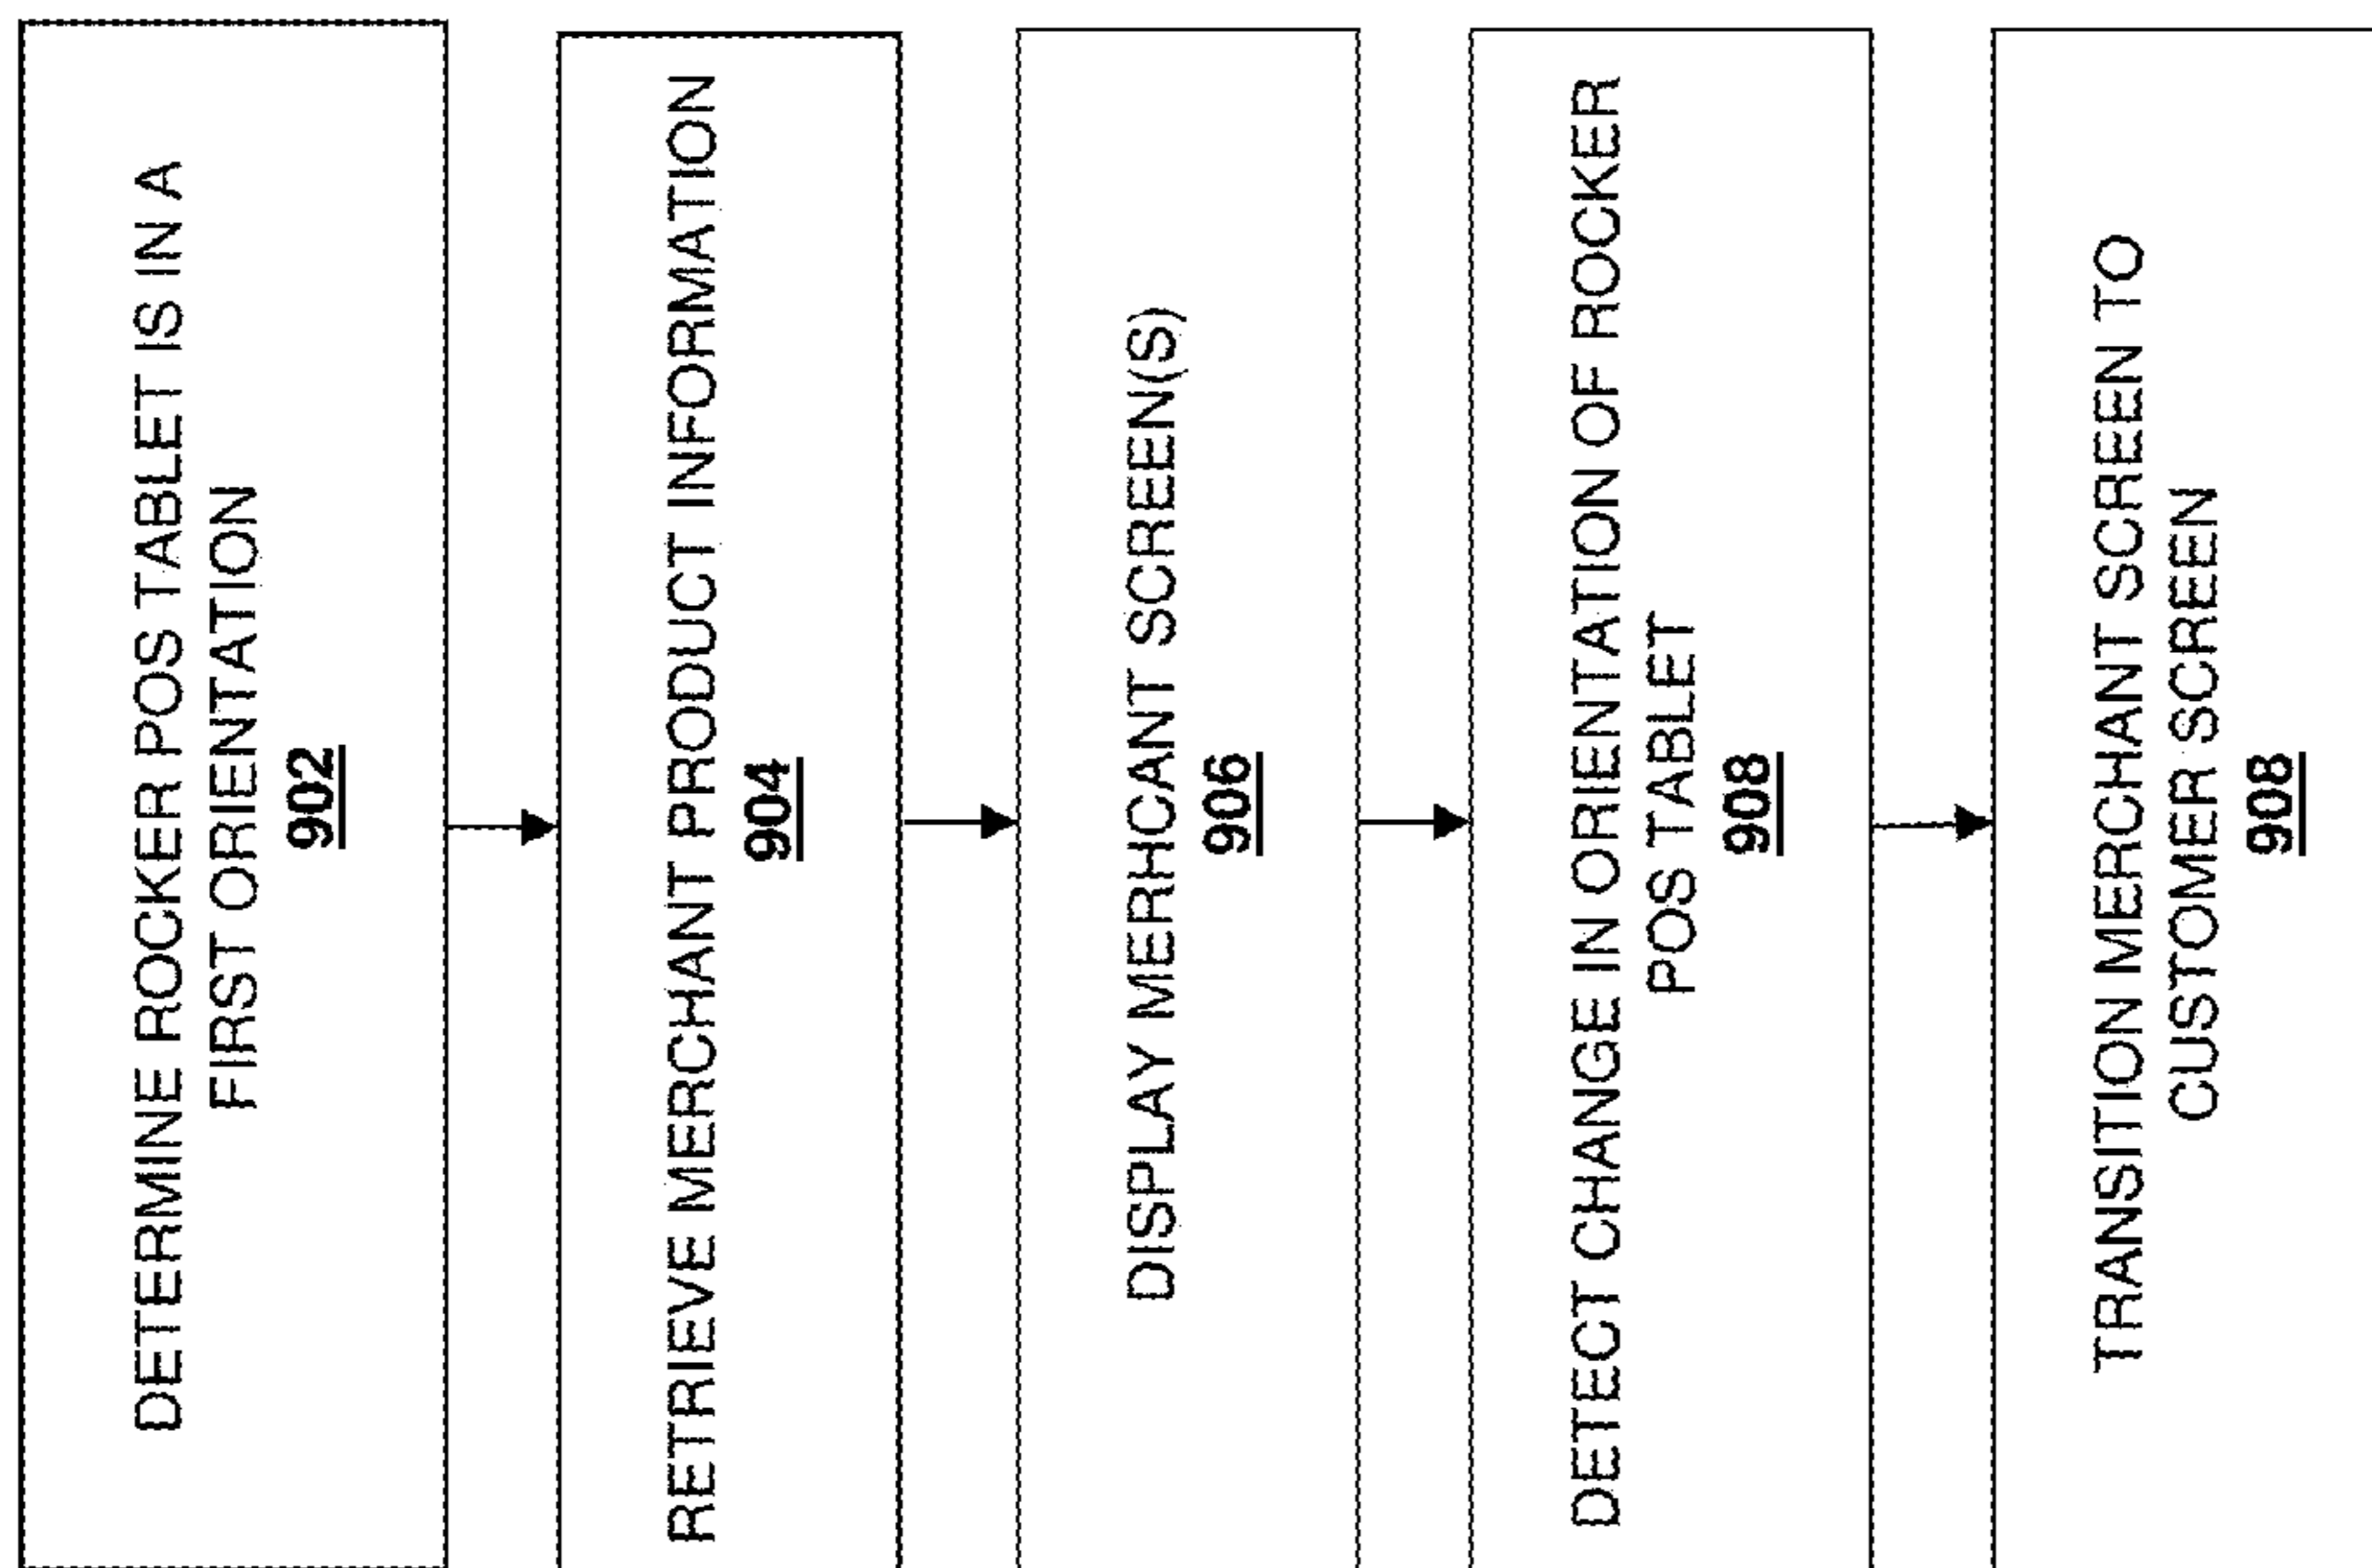 DETERMINE ROCKER POS TABLET IS IN A
FIRST ORIENTATION
902
RETRIEVE MERCHANT PRODUCT INFORMATION
904
DISPLAY MERHCANT SCREEN(S)
906
DETECT CHANGE IN ORIENTATION OF ROCKER
POS TABLET
908
TRANSITION MERCHANT SCREEN TO
CUSTOMER SCREEN
908